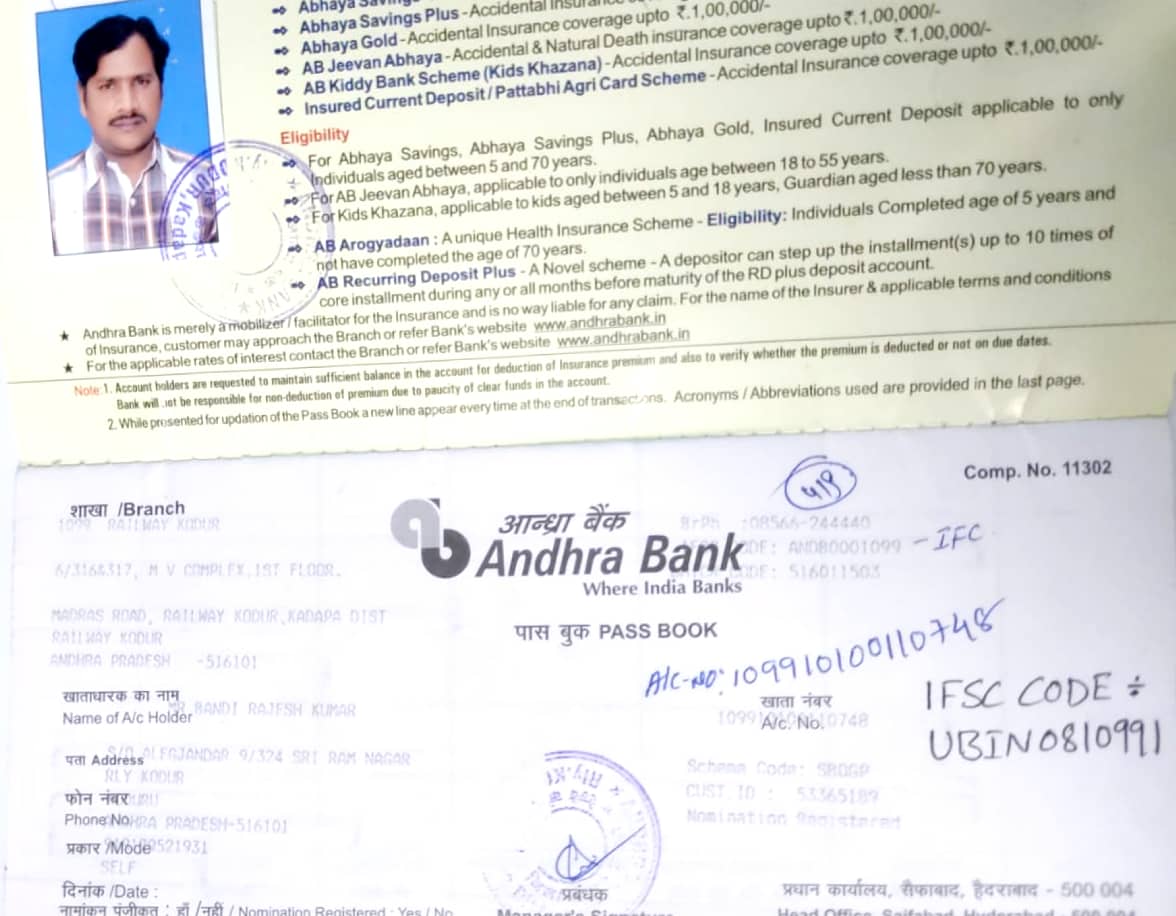 Abhaya Savings
Abhaya Savings Plus - Accidental Insurance coverage upto ₹.1,00,000/-
Abhaya Gold - Accidental Insurance coverage upto ₹.1,00,000/-
AB Jeevan Abhaya - Accidental & Natural Death insurance coverage upto ₹.1,00,000/-
AB Kiddy Bank Scheme (Kids Khazana) - Accidental Insurance coverage upto ₹.1,00,000/-
Insured Current Deposit / Pattabhi Agri Card Scheme - Accidental Insurance coverage upto ₹.1,00,000/-
Eligibility
For Abhaya Savings, Abhaya Savings Plus, Abhaya Gold, Insured Current Deposit applicable to only
Individuals aged between 5 and 70 years.
For AB Jeevan Abhaya, applicable to only individuals age between 18 to 55 years.
For Kids Khazana, applicable to kids aged between 5 and 18 years, Guardian aged less than 70 years.
AB Arogyadaan : A unique Health Insurance Scheme - Eligibility: Individuals Completed age of 5 years and
not have completed the age of 70 years.
AB Recurring Deposit Plus - A Novel scheme - A depositor can step up the installment(s) up to 10 times of
core installment during any or all months before maturity of the RD plus deposit account.
★ Andhra Bank is merely a mobilizer / facilitator for the Insurance and is no way liable for any claim. For the name of the Insurer & applicable terms and conditions
of Insurance, customer may approach the Branch or refer Bank's website www.andhrabank.in
★ For the applicable rates of interest contact the Branch or refer Bank's website www.andhrabank.in
Note: 1. Account holders are requested to maintain sufficient balance in the account for deduction of Insurance premium and also to verify whether the premium is deducted or not on due dates.
Bank will not be responsible for non-deduction of premium due to paucity of clear funds in the account.
2. While presented for updation of the Pass Book a new line appear every time at the end of transactions. Acronyms / Abbreviations used are provided in the last page.
Comp. No. 11302
419
शाखा /Branch
1099 RAILWAY KODUR
6/316&317, M V COMPLEX,1ST FLOOR.
MADRAS ROAD, RAILWAY KODUR,KADAPA DIST
RAILWAY KODUR
ANDHRA PRADESH -516101
आन्ध्रा बैंक
Andhra Bank
Where India Banks
BrPh :08566-244440
CODE: ANDB0001099 - IFC
CODE: 516011503
पास बुक PASS BOOK
A/C-NO: 109910100110748
खाताधारक का नाम
Name of A/c Holder
MR BANDI RAJESH KUMAR
खाता नंबर
A/c. No.
109910100110748
IFSC CODE ÷
UBIN0810991
पता Address
S/O ALEGJANDAR 9/374 SRI RAM NAGAR
RLY KODUR
फोन नंबर
Phone No
ANDHRA PRADESH-516101
प्रकार /Mode
SELF
Scheme Code: SBOGP
CUST ID : 53365189
Nomination Registered
दिनांक /Date :
नामांकन पंजीकृत : हाँ /नहीं / Nomination Registered : Yes / No
प्रबंधक
Manager's Signature
प्रधान कार्यालय, सैफाबाद, हैदराबाद - 500 004
Head Office, Saifabad, Hyderabad - 500 004